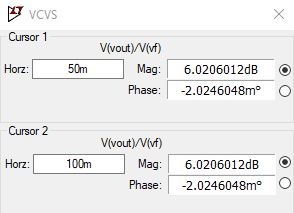 VCVS
Cursor 1
V(vout)/V(vf)
Horz: 50m Mag: 6.0206012dB
Phase: -2.0246048m°
Cursor 2
V(vout)/V(vf)
Horz: 100m Mag: 6.0206012dB
Phase: -2.0246048m°